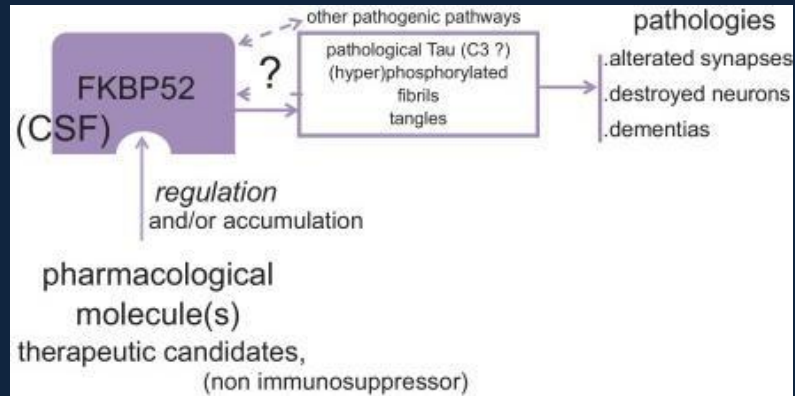 other pathogenic pathways
pathologies
FKBP52
(CSF)
?
pathological Tau (C3 ?)
(hyper)phosphorylated
fibrils
tangles
.alterated synapses
.destroyed neurons
.dementias
regulation
and/or accumulation
pharmacological
molecule(s)
therapeutic candidates,
(non immunosuppressor)